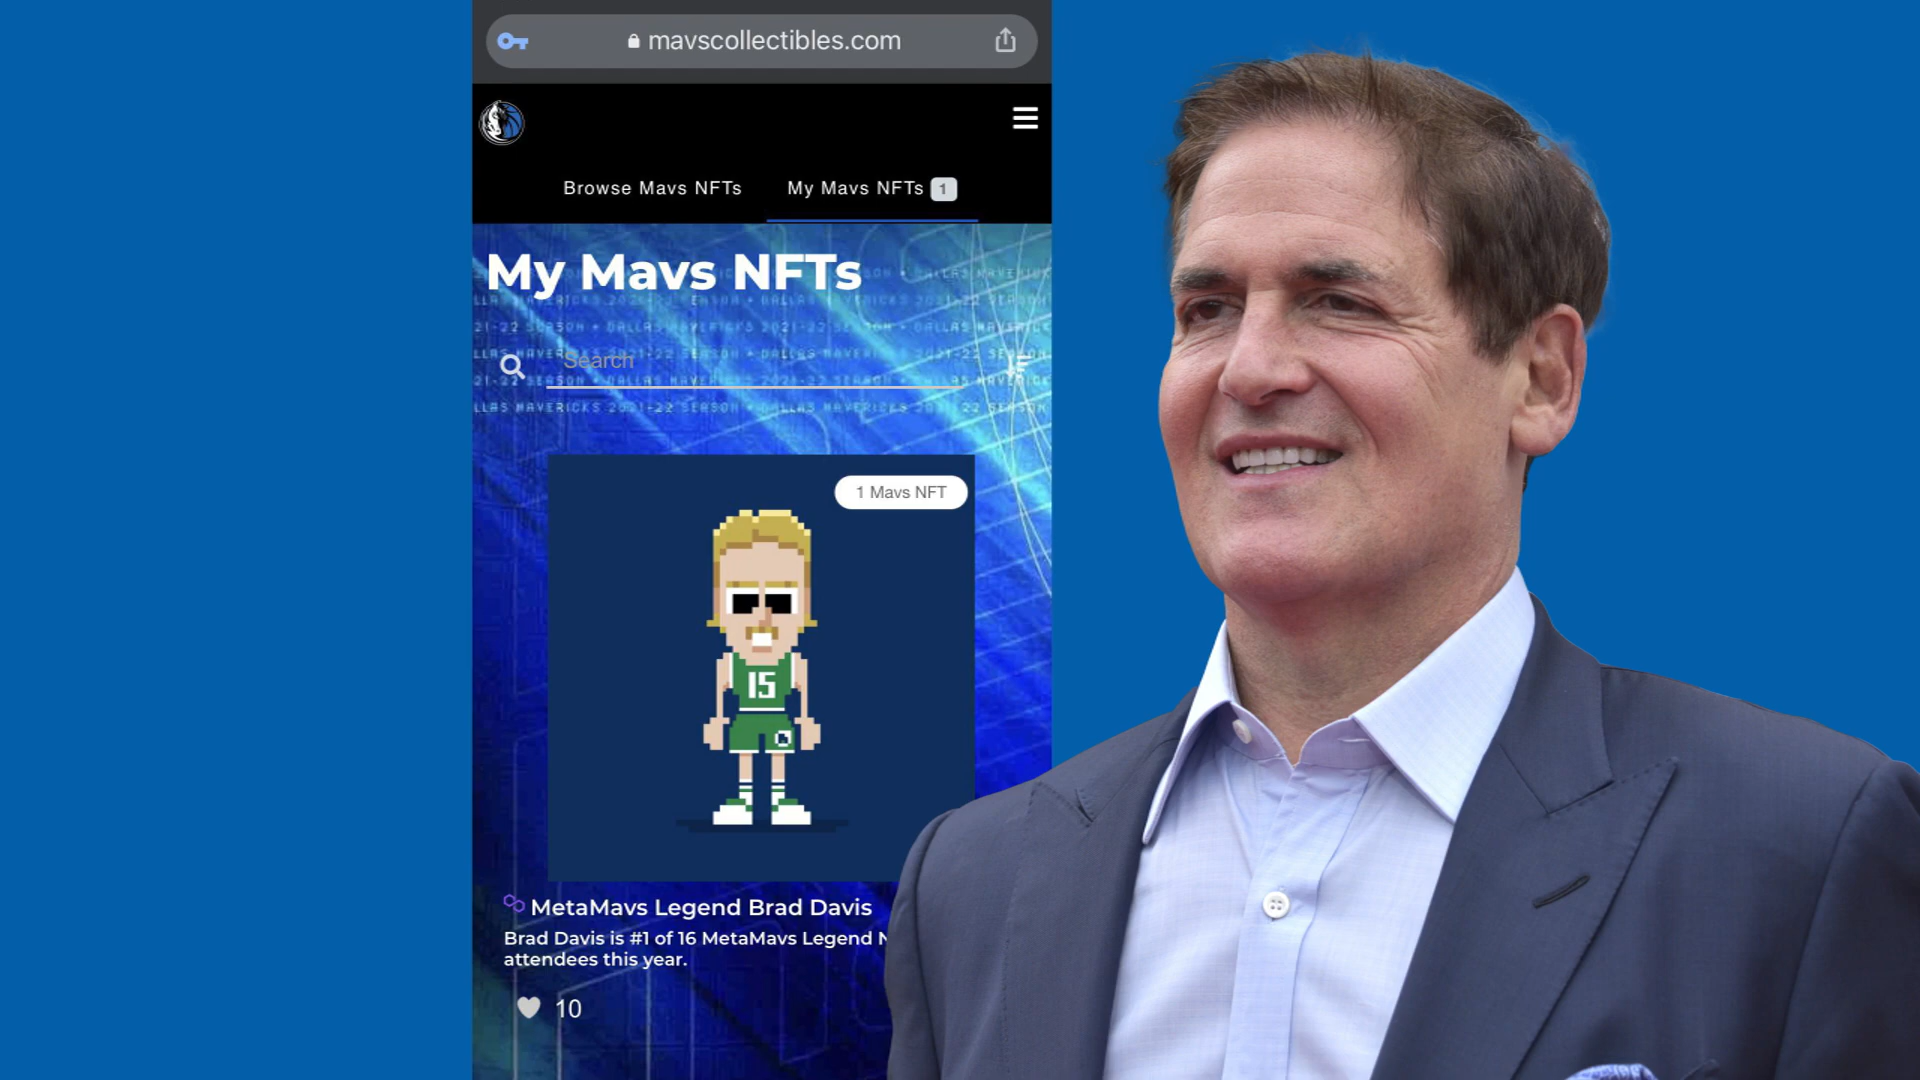 mavscollectibles.com
Browse Mavs NFTs
My Mavs NFTs 1
My Mavs NFTs
Search
1 Mavs NFT
15
MetaMavs Legend Brad Davis
Brad Davis is #1 of 16 MetaMavs Legend N
attendees this year.
10